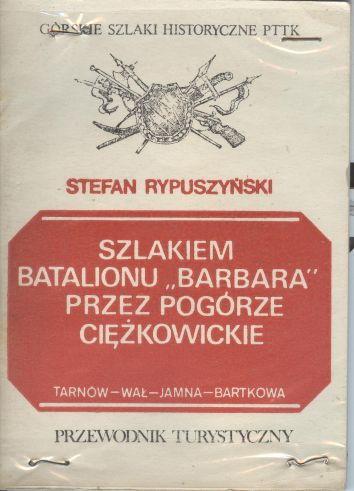 GÓRSKIE SZLAKI HISTORYCZNE PTTK
STEFAN RYPUSZYŃSKI
SZLAKIEM
BATALIONU „BARBARA”
PRZEZ POGÓRZE
CIĘŻKOWICKIE
TARNÓW – WAŁ – JAMNA – BARTKOWA
PRZEWODNIK TURYSTYCZNY